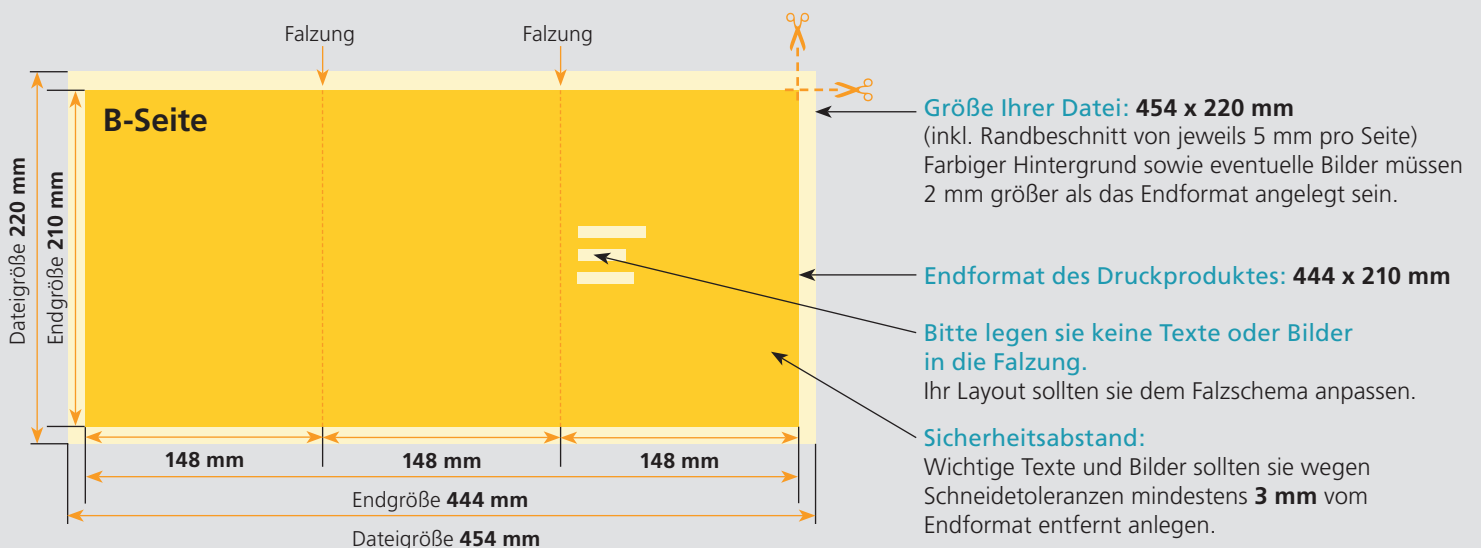 Falzung
Falzung
B-Seite
Dateigröße 220 mm
Endgröße 210 mm
148 mm
148 mm
148 mm
Endgröße 444 mm
Dateigröße 454 mm
Größe Ihrer Datei: 454 x 220 mm
(inkl. Randbeschnitt von jeweils 5 mm pro Seite)
Farbiger Hintergrund sowie eventuelle Bilder müssen
2 mm größer als das Endformat angelegt sein.
Endformat des Druckproduktes: 444 x 210 mm
Bitte legen sie keine Texte oder Bilder
in die Falzung.
Ihr Layout sollten sie dem Falzschema anpassen.
Sicherheitsabstand:
Wichtige Texte und Bilder sollten sie wegen
Schneidetoleranzen mindestens 3 mm vom
Endformat entfernt anlegen.